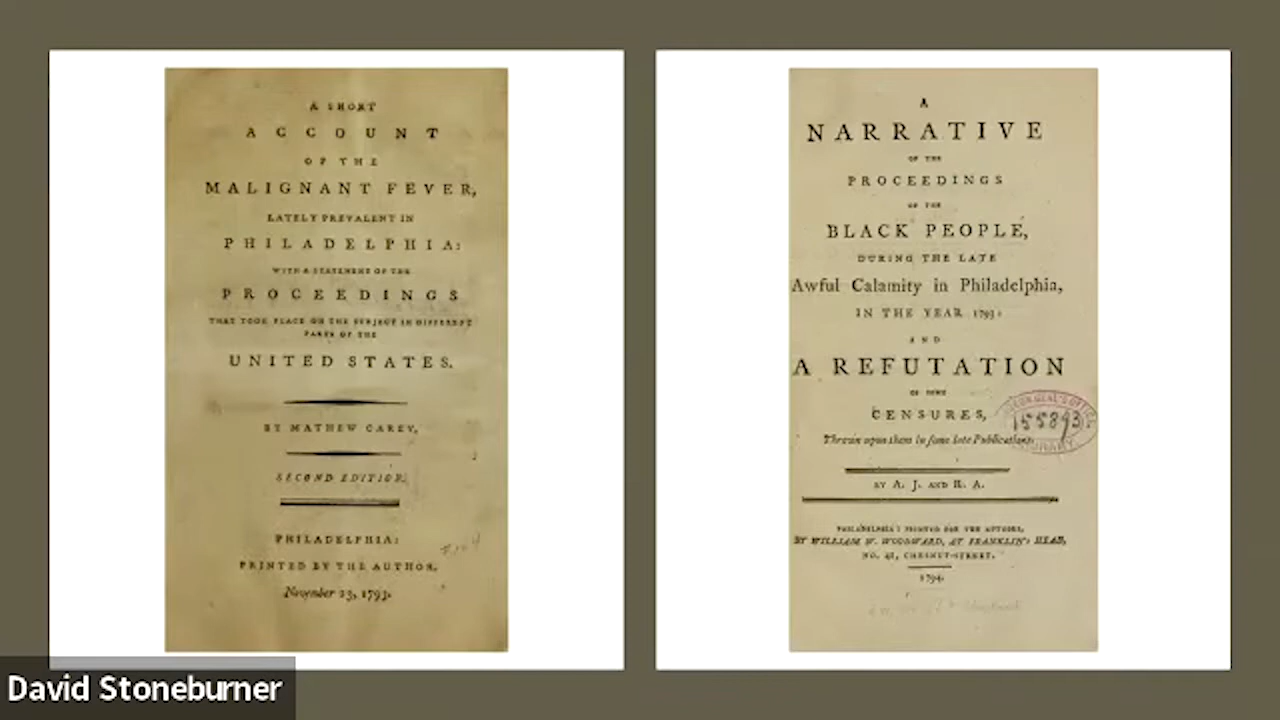 A SHORT
ACCOUNT
OF THE
MALIGNANT FEVER,
LATELY PREVALENT IN
PHILADELPHIA:
WITH A STATEMENT OF THE
PROCEEDINGS
THAT TOOK PLACE ON THE SUBJECT IN DIFFERENT
PARTS OF THE
UNITED STATES.
BY MATHEW CAREY.
SECOND EDITION.
PHILADELPHIA:
PRINTED BY THE AUTHOR.
November 23, 1793.
A
NARRATIVE
OF THE
PROCEEDINGS
OF THE
BLACK PEOPLE,
DURING THE LATE
Awful Calamity in Philadelphia,
IN THE YEAR 1793:
AND
A REFUTATION
OF SOME
CENSURES,
Thrown upon them in some late Publications.
BY A. J. AND R. A.
PHILADELPHIA: PRINTED FOR THE AUTHORS,
BY WILLIAM W. WOODWARD, AT FRANKLIN'S HEAD,
NO. 41, CHESNUT-STREET.
1794.
155893
LIBRARY
David Stoneburner